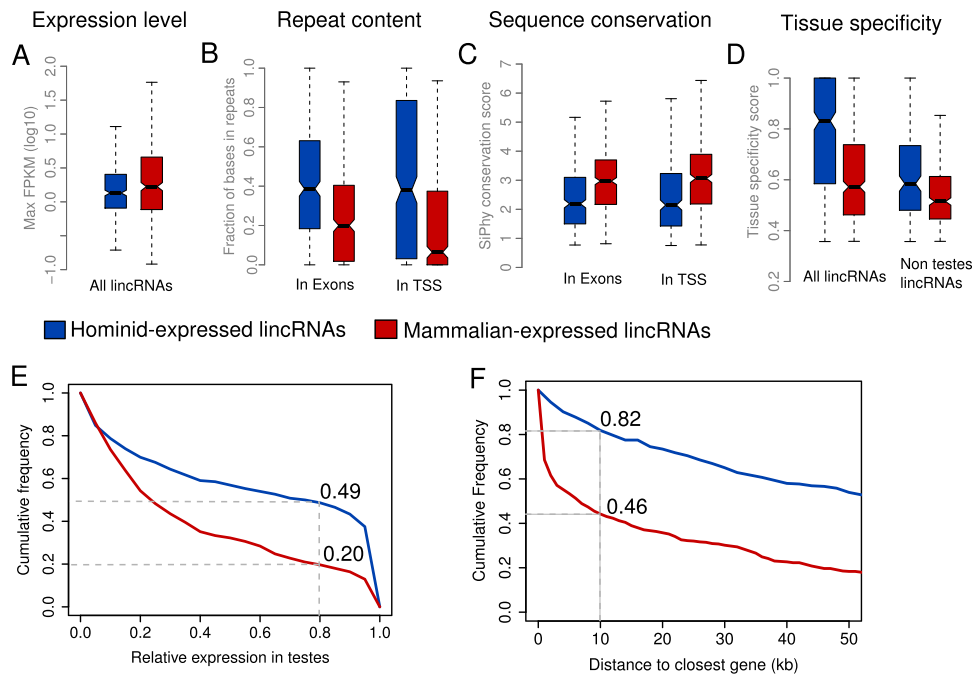 Expression level
Repeat content
Sequence conservation
Tissue specificity
A
Max FPKM (log10)
2.0
1.5
1.0
0.5
0.0
−1.0
All lincRNAs
B
Fraction of bases in repeats
1.0
0.8
0.6
0.4
0.2
0.0
In Exons
In TSS
C
SiPhy conservation score
7
6
5
4
3
2
1
0
In Exons
In TSS
D
Tissue specificity score
1.0
0.8
0.6
0.4
0.2
All lincRNAs
Non testes
lincRNAs
Hominid-expressed lincRNAs
Mammalian-expressed lincRNAs
E
Cumulative frequency
1.0
0.8
0.6
0.4
0.2
0.0
0.49
0.20
0.0 0.2 0.4 0.6 0.8 1.0
Relative expression in testes
F
Cumulative Frequency
1.0
0.8
0.6
0.4
0.2
0.0
0.82
0.46
0 10 20 30 40 50
Distance to closest gene (kb)